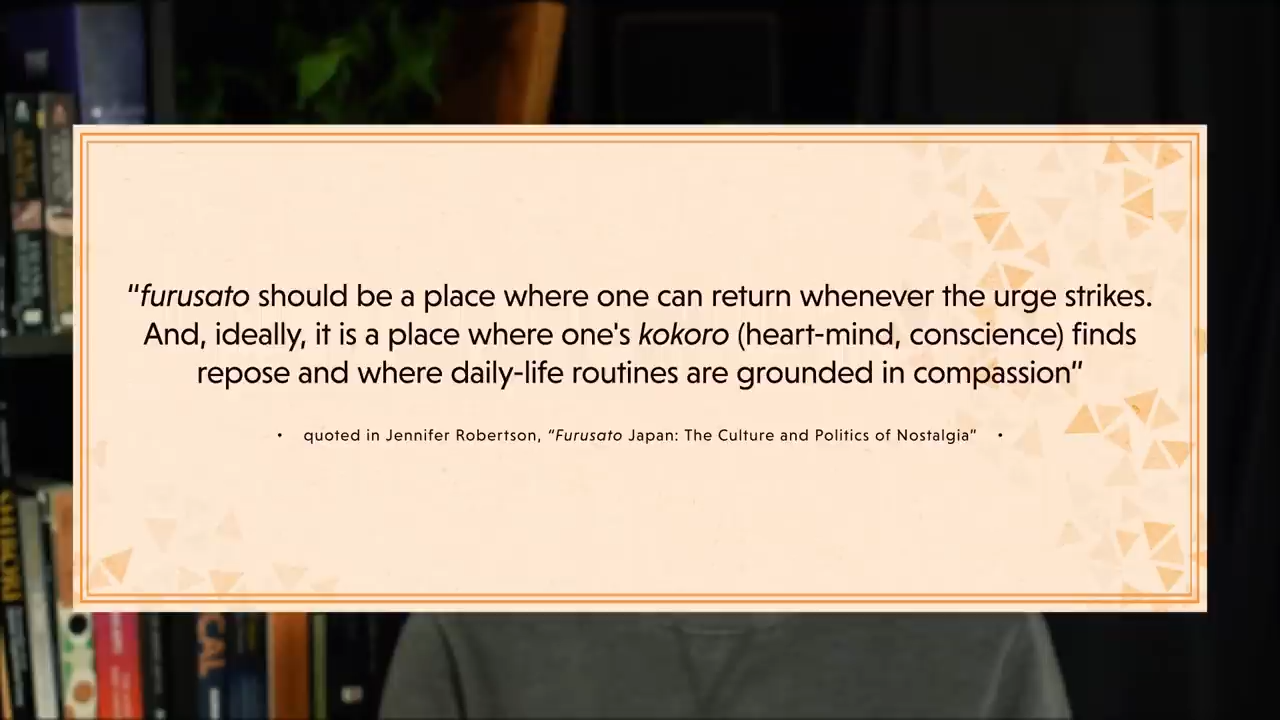 “furusato should be a place where one can return whenever the urge strikes.
And, ideally, it is a place where one's kokoro (heart-mind, conscience) finds
repose and where daily-life routines are grounded in compassion”
• quoted in Jennifer Robertson, “Furusato Japan: The Culture and Politics of Nostalgia” •